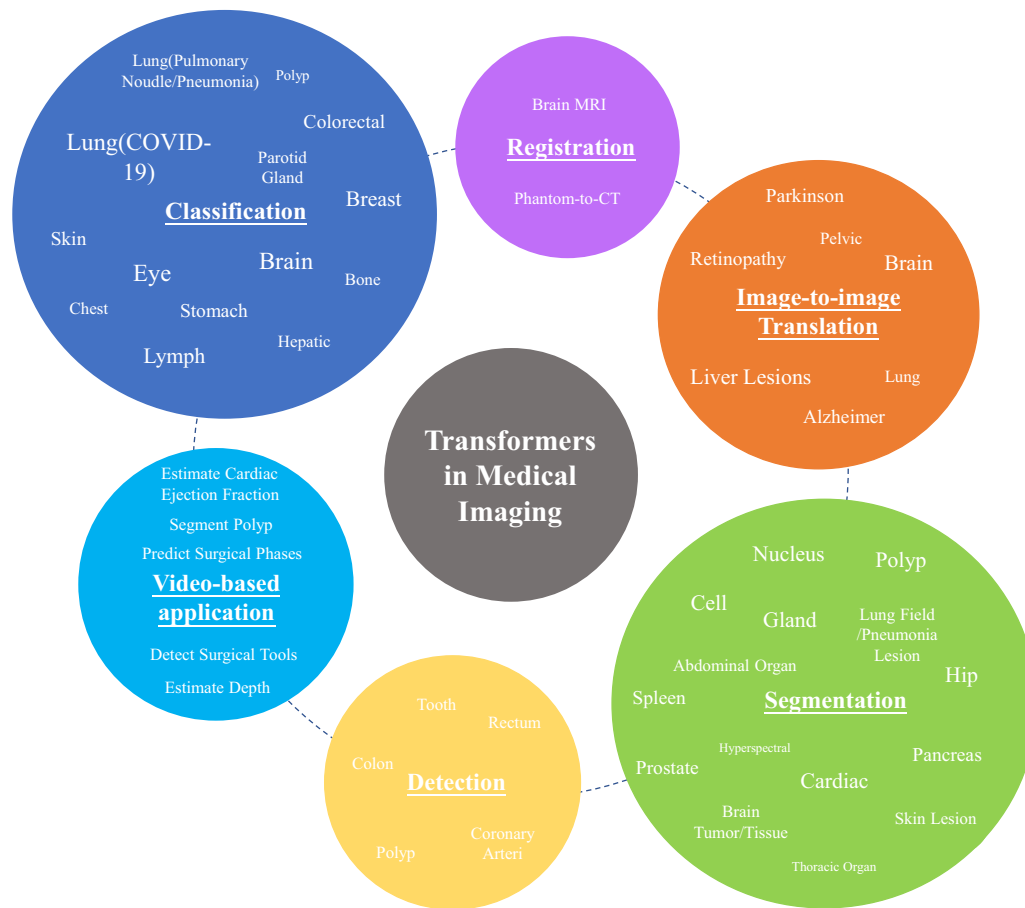 Lung(Pulmonary
Noudle/Pneumonia)
Polyp
Colorectal
Lung(COVID-
19)
Parotid
Gland
Breast
Classification
Skin
Eye
Brain
Bone
Chest
Stomach
Hepatic
Lymph
Brain MRI
Registration
Phantom-to-CT
Parkinson
Pelvic
Retinopathy
Brain
Image-to-image
Translation
Liver Lesions
Lung
Alzheimer
Transformers
in Medical
Imaging
Estimate Cardiac
Ejection Fraction
Segment Polyp
Predict Surgical Phases
Video-based
application
Detect Surgical Tools
Estimate Depth
Tooth
Rectum
Colon
Detection
Polyp
Coronary
Arteri
Nucleus
Polyp
Cell
Gland
Lung Field
/Pneumonia
Lesion
Abdominal Organ
Hip
Spleen
Segmentation
Hyperspectral
Prostate
Pancreas
Cardiac
Brain
Tumor/Tissue
Skin Lesion
Thoracic Organ